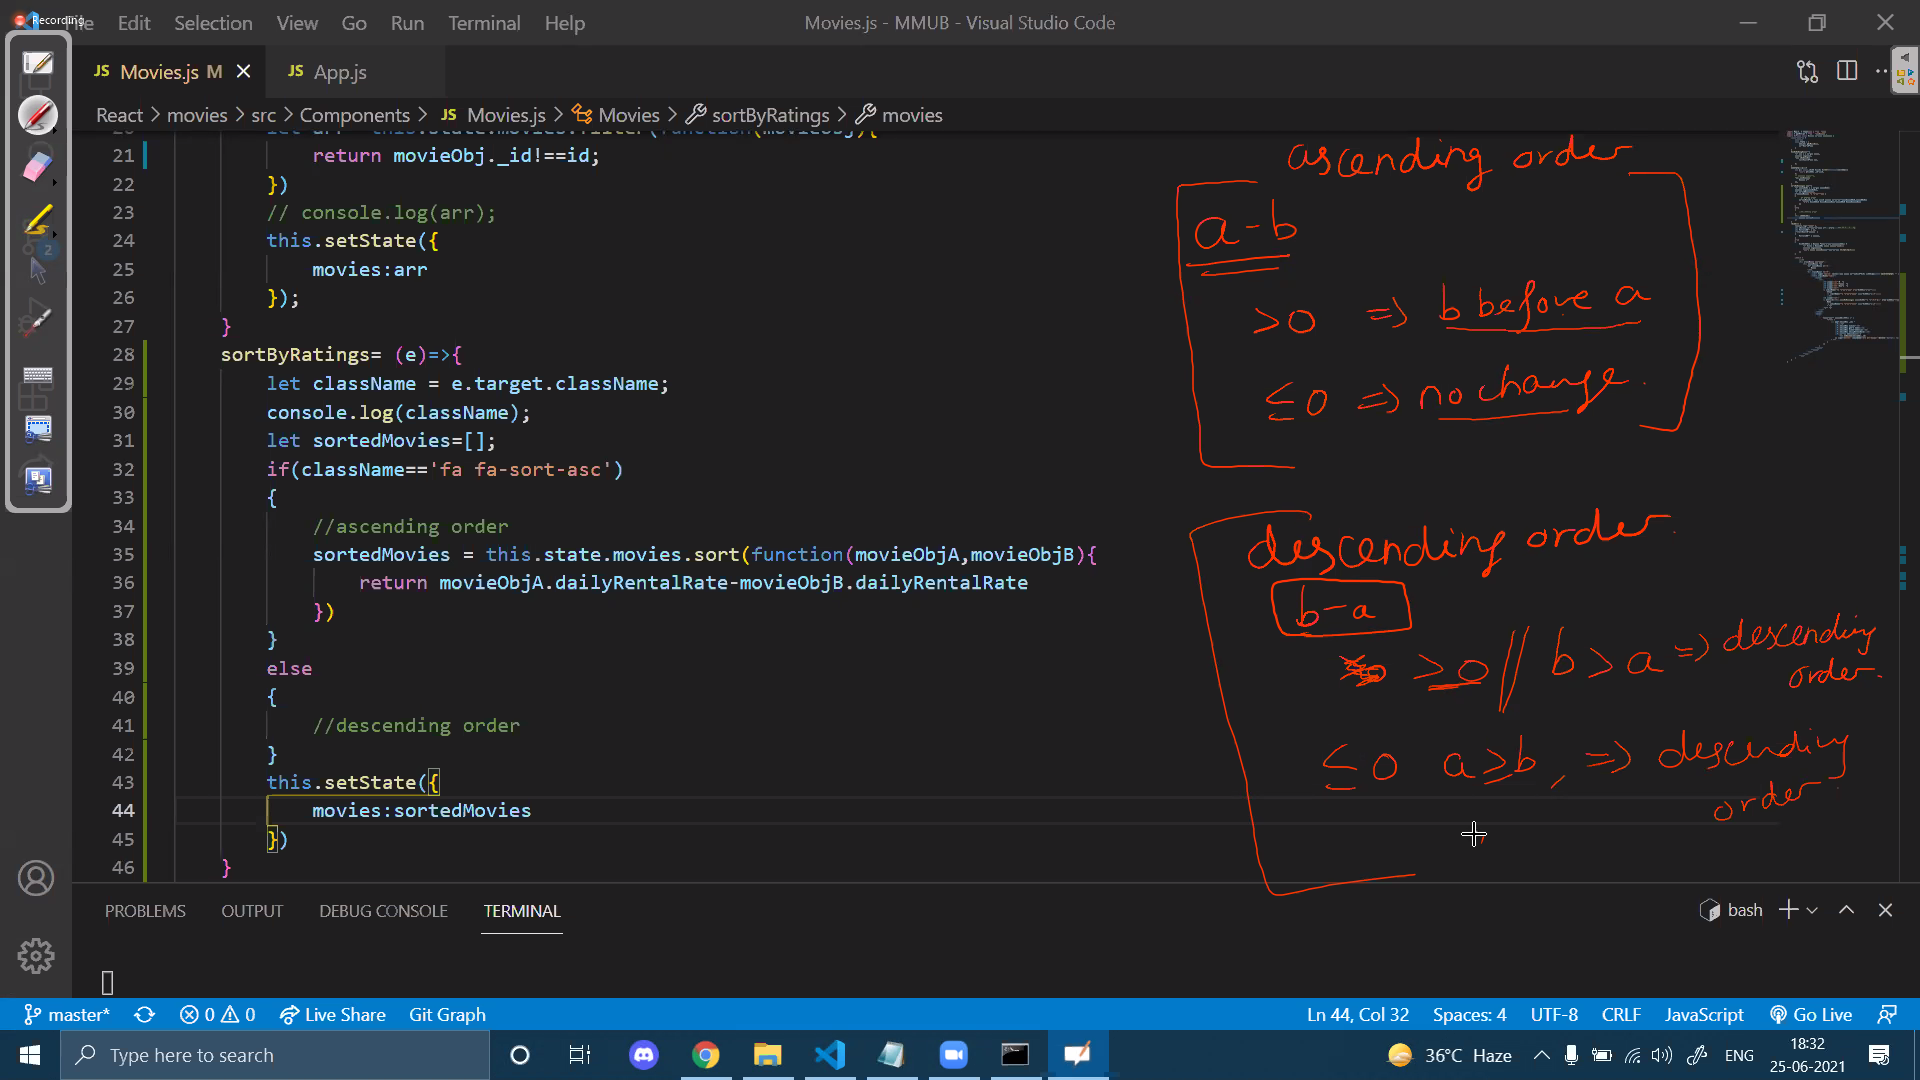 Recording
File Edit Selection View Go Run Terminal Help
Movies.js - MMUB - Visual Studio Code
JS Movies.js M
JS App.js
React > movies > src > Components > JS Movies.js > Movies > sortByRatings > movies
21 return movieObj._id!==id;
22 })
23 // console.log(arr);
24 this.setState({
25 movies:arr
26 });
27 }
28 sortByRatings= (e)=>{
29 let className = e.target.className;
30 console.log(className);
31 let sortedMovies=[];
32 if(className=='fa fa-sort-asc')
33 {
34 //ascending order
35 sortedMovies = this.state.movies.sort(function(movieObjA,movieObjB){
36 return movieObjA.dailyRentalRate-movieObjB.dailyRentalRate
37 })
38 }
39 else
40 {
41 //descending order
42 }
43 this.setState({
44 movies:sortedMovies
45 })
46 }
ascending order
a-b
>0 => b before a
≤0 => no change.
descending order.
b-a
>0 // b > a => descending
order.
≤0 a≥b, => descending
order.
2
PROBLEMS OUTPUT DEBUG CONSOLE TERMINAL
bash
master* 0 0 Live Share Git Graph
Ln 44, Col 32 Spaces: 4 UTF-8 CRLF JavaScript Go Live
Type here to search
36°C Haze
ENG
18:32
25-06-2021